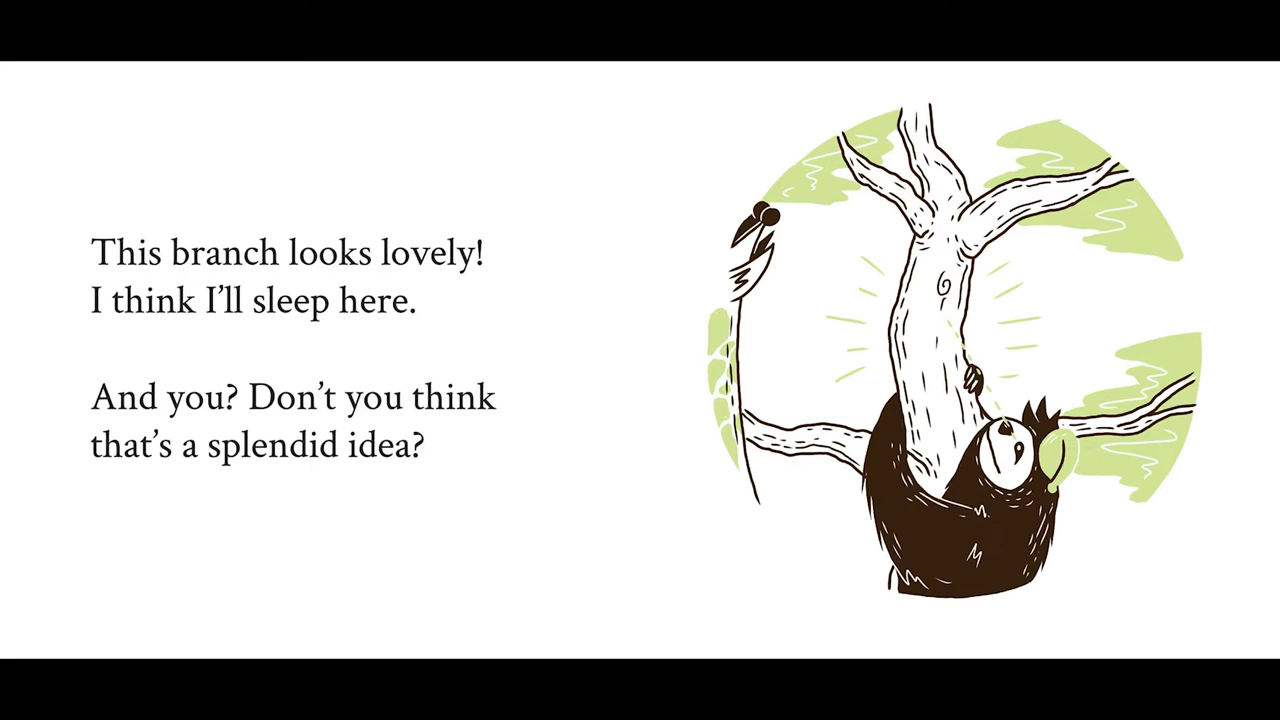 This branch looks lovely!
I think I’ll sleep here.
And you? Don’t you think
that’s a splendid idea?